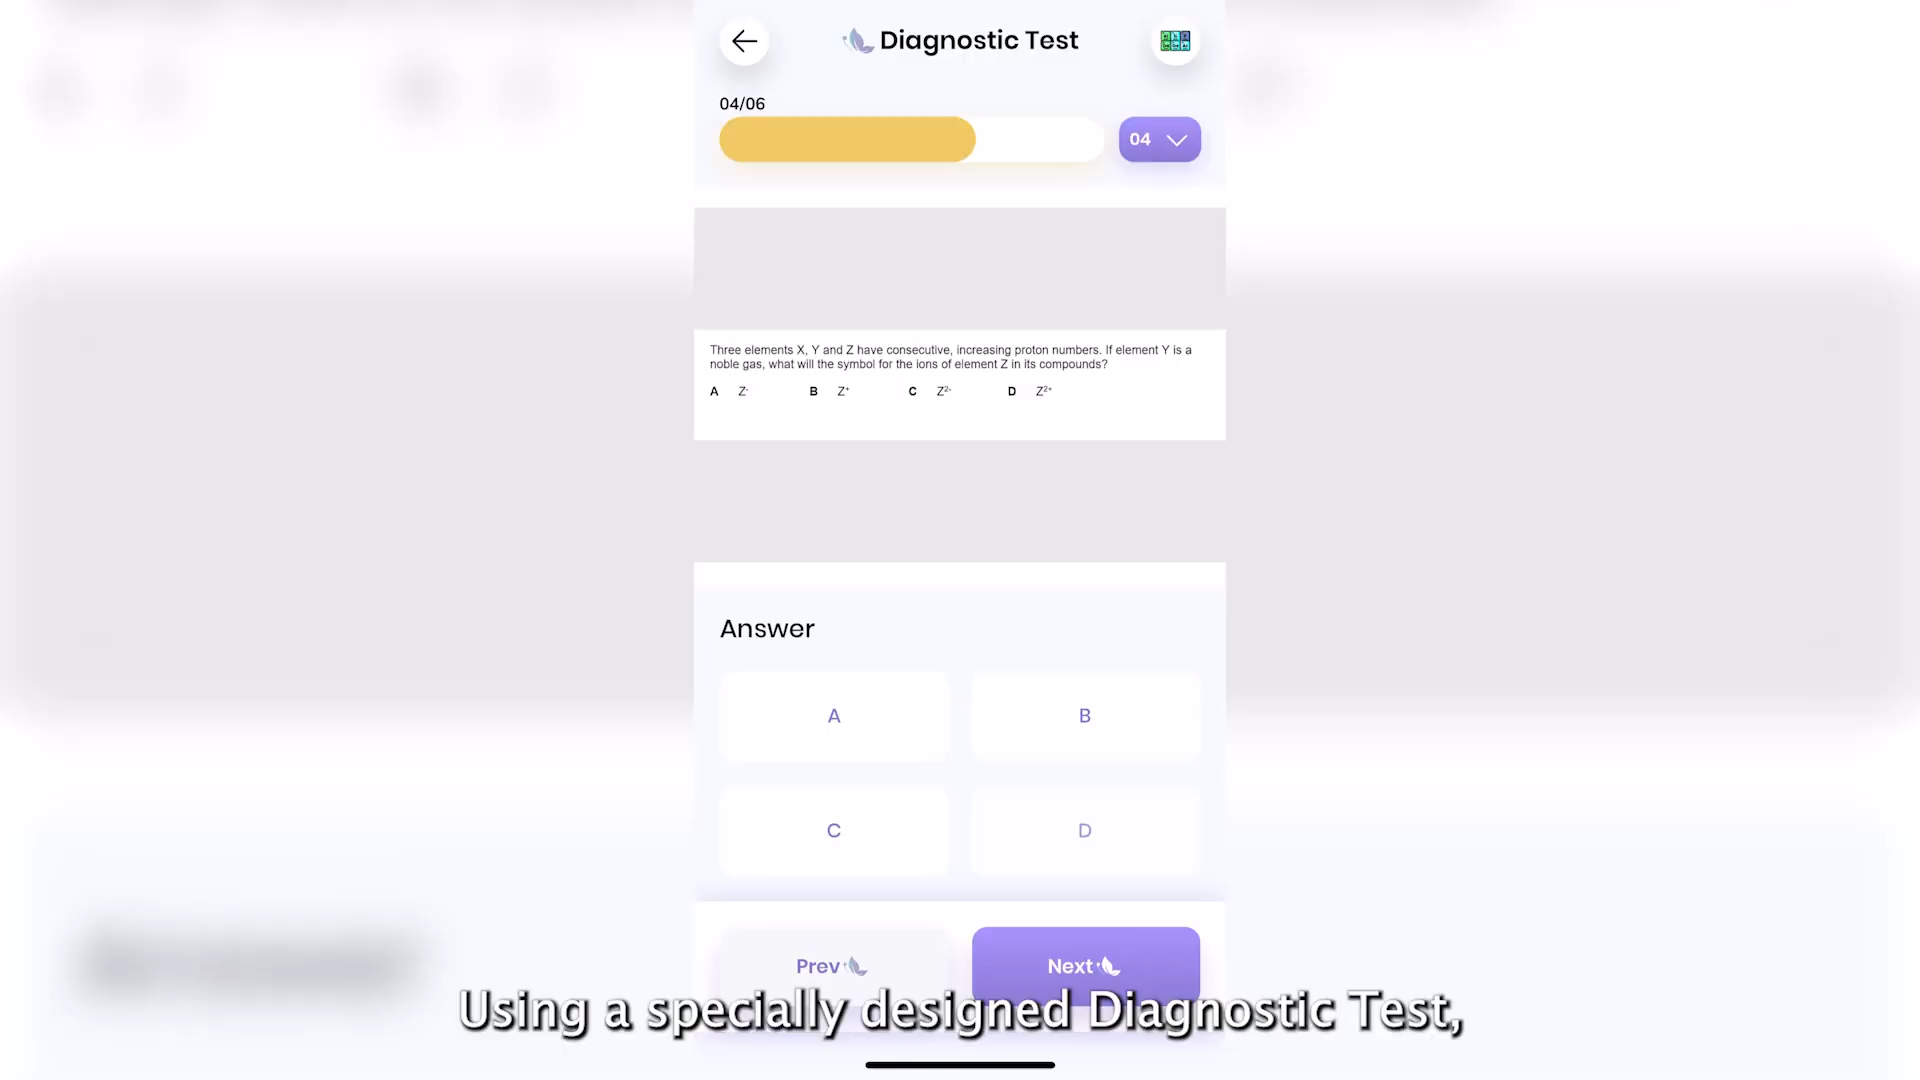 Diagnostic Test
04/06
04
Three elements X, Y and Z have consecutive, increasing proton numbers. If element Y is a
noble gas, what will the symbol for the ions of element Z in its compounds?
A Z⁻ B Z⁺ C Z²⁻ D Z²⁺
Answer
A
B
C
D
Prev
Next
Using a specially designed Diagnostic Test,